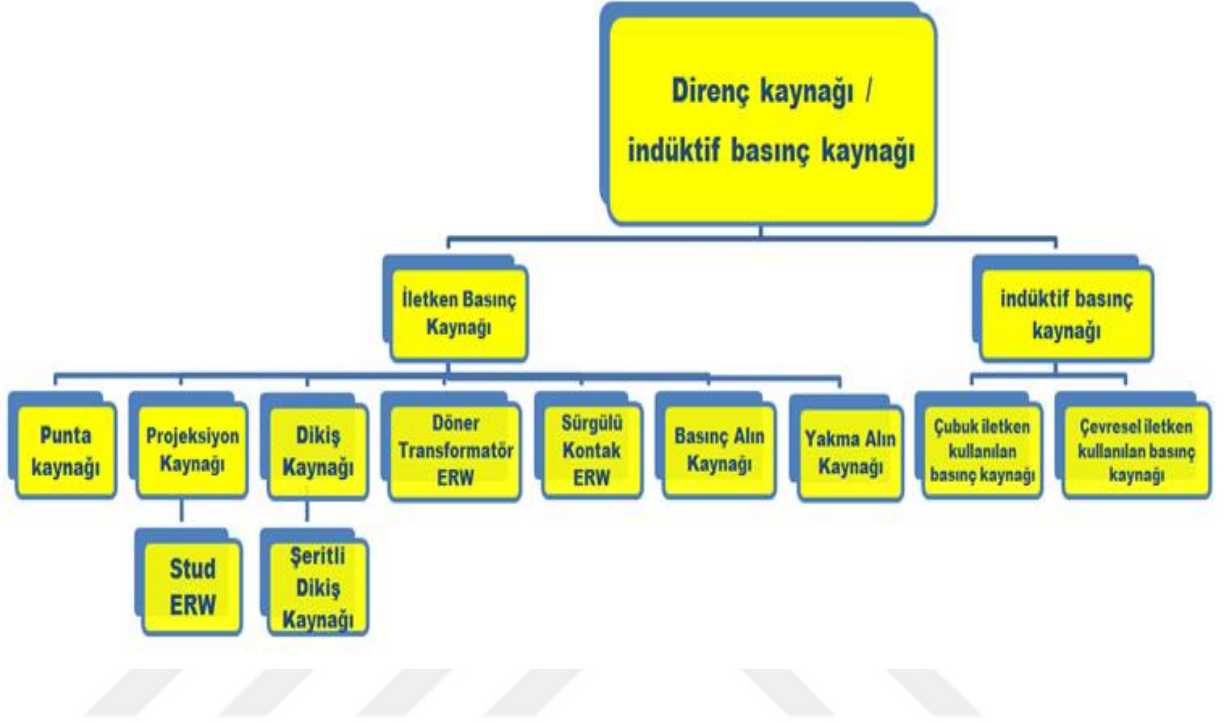 Direnç kaynağı /
indüktif basınç kaynağı
İletken Basınç
Kaynağı
indüktif basınç
kaynağı
Punta
kaynağı
Projeksiyon
Kaynağı
Dikiş
Kaynağı
Döner
Transformatör
ERW
Sürgülü
Kontak
ERW
Basınç Alın
Kaynağı
Yakma Alın
Kaynağı
Çubuk iletken
kullanılan
basınç kaynağı
Çevresel iletken
kullanılan basınç
kaynağı
Stud
ERW
Şeritli
Dikiş
Kaynağı